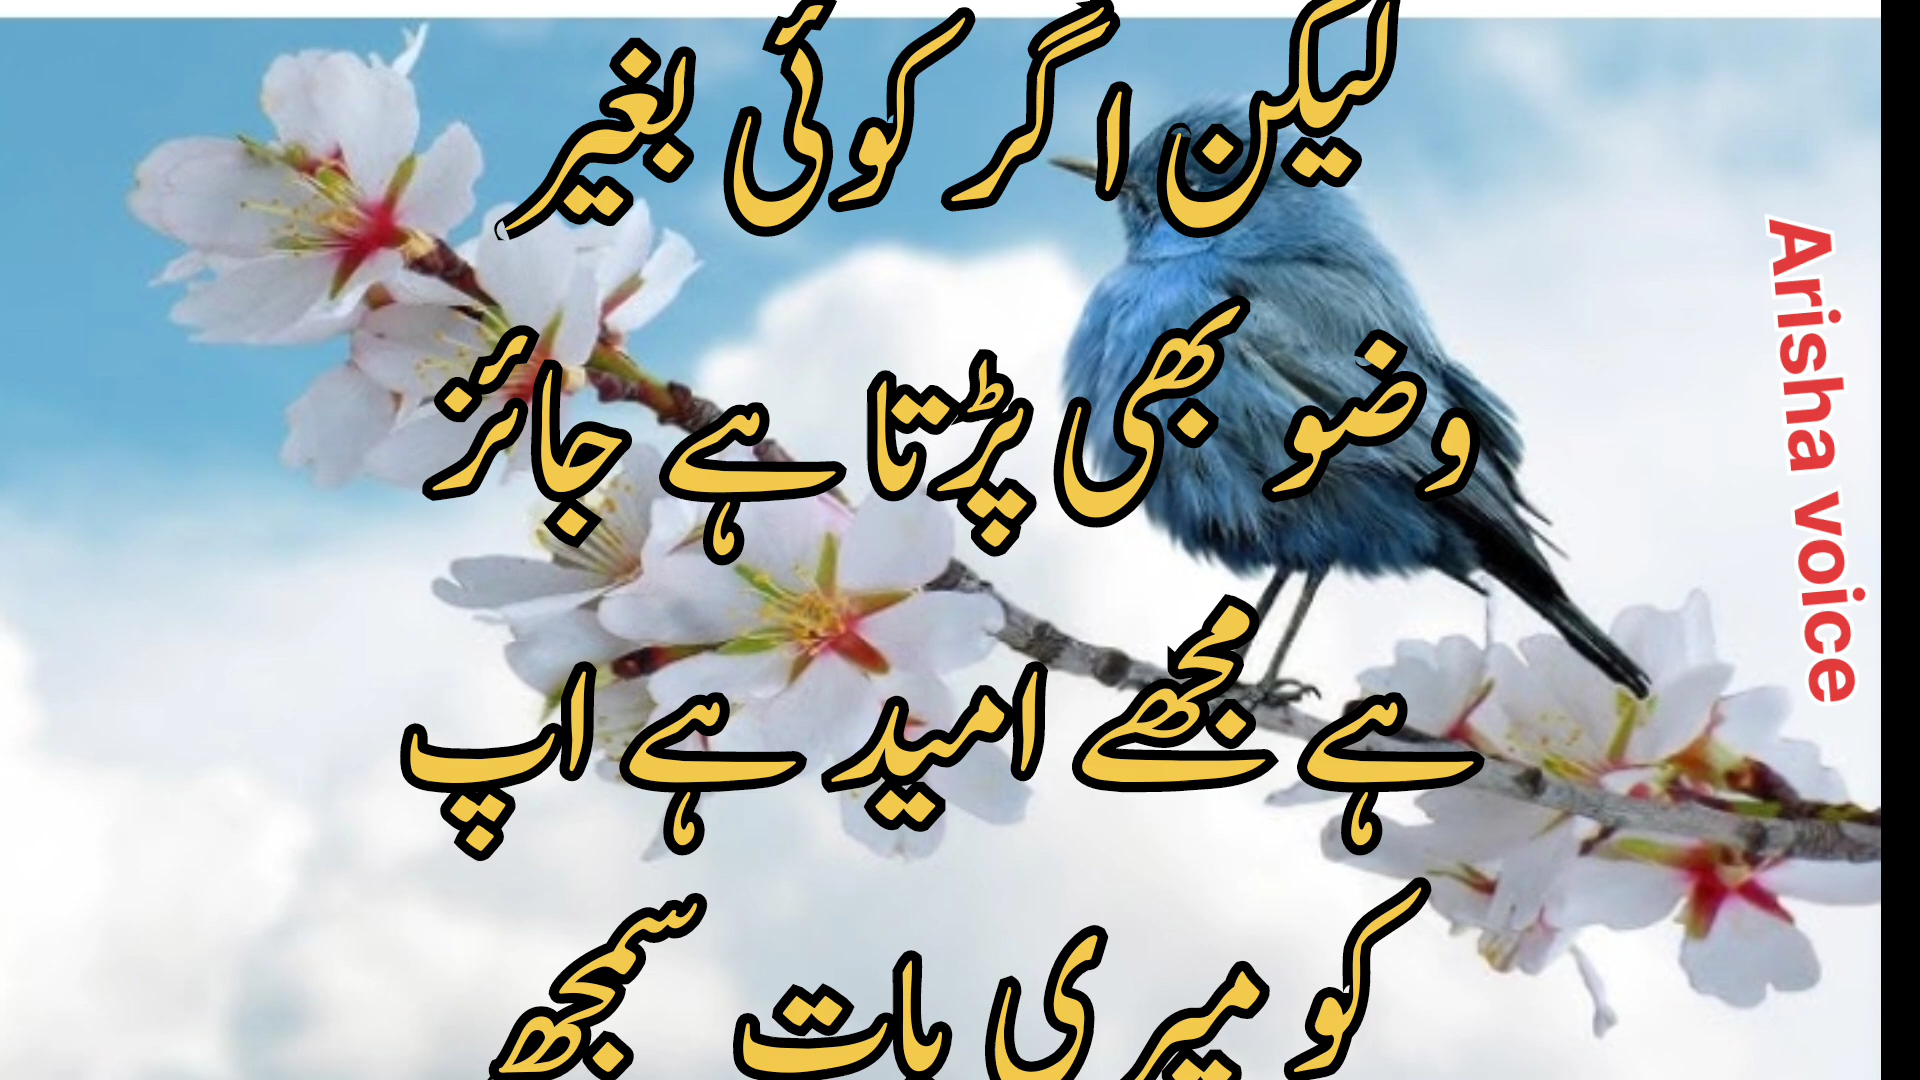 لیکن اگر کوئی بغیر
وضو بھی پڑتا ہے جائز
ہے مجھے امید ہے اپ
کو میری بات سمجھ
Arisha voice